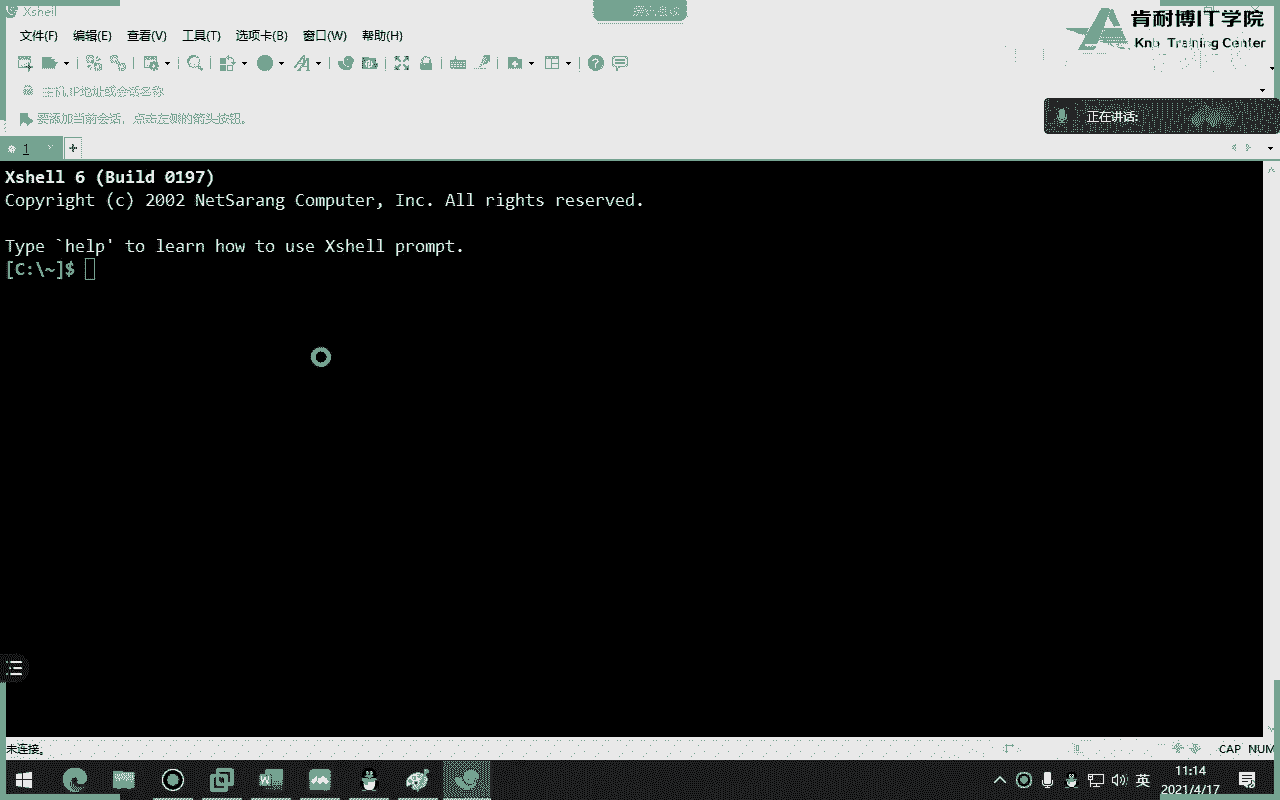 Xshell
肯耐博IT学院
Knb Training Center
文件(F) 编辑(E) 查看(V) 工具(T) 选项卡(B) 窗口(W) 帮助(H)
主机,IP地址或会话名称
要添加当前会话，点击左侧的箭头按钮。
正在讲话:
1
Xshell 6 (Build 0197)
Copyright (c) 2002 NetSarang Computer, Inc. All rights reserved.
Type `help' to learn how to use Xshell prompt.
[C:\~]$
未连接。
CAP NUM
英
11:14
2021/4/17